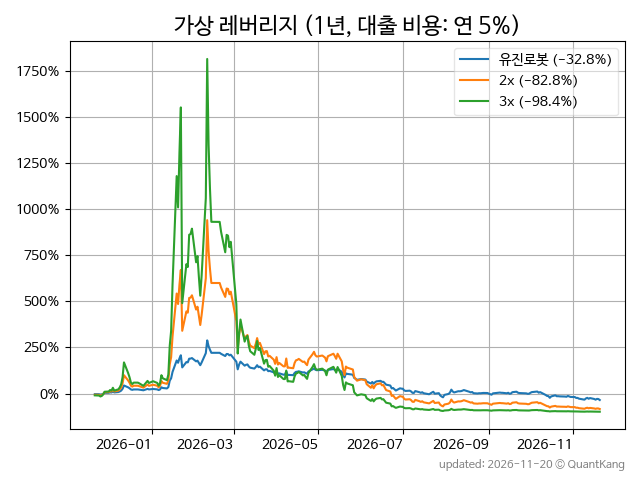 가상 레버리지 (1년, 대출 비용: 연 5%)
유진로봇 (-32.8%)
2x (-82.8%)
3x (-98.4%)
1750%
1500%
1250%
1000%
750%
500%
250%
0%
2026-01 2026-03 2026-05 2026-07 2026-09 2026-11
updated: 2026-11-20 © QuantKang